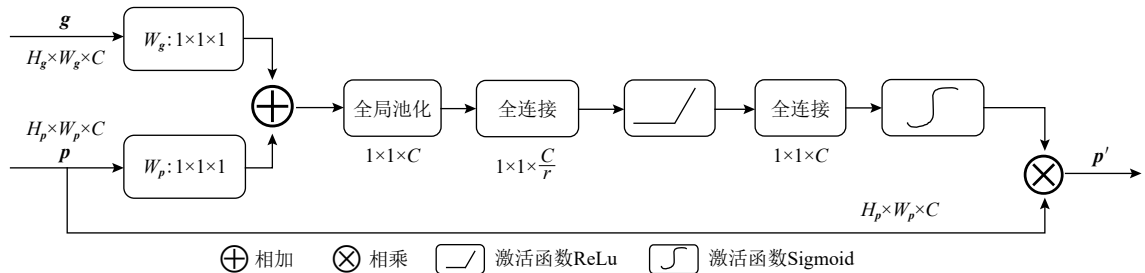 g
H_g×W_g×C
W_g: 1×1×1
H_p×W_p×C
p
W_p: 1×1×1
全局池化
1×1×C
全连接
1×1×C/r
全连接
1×1×C
p′
H_p×W_p×C
相加
相乘
激活函数ReLu
激活函数Sigmoid